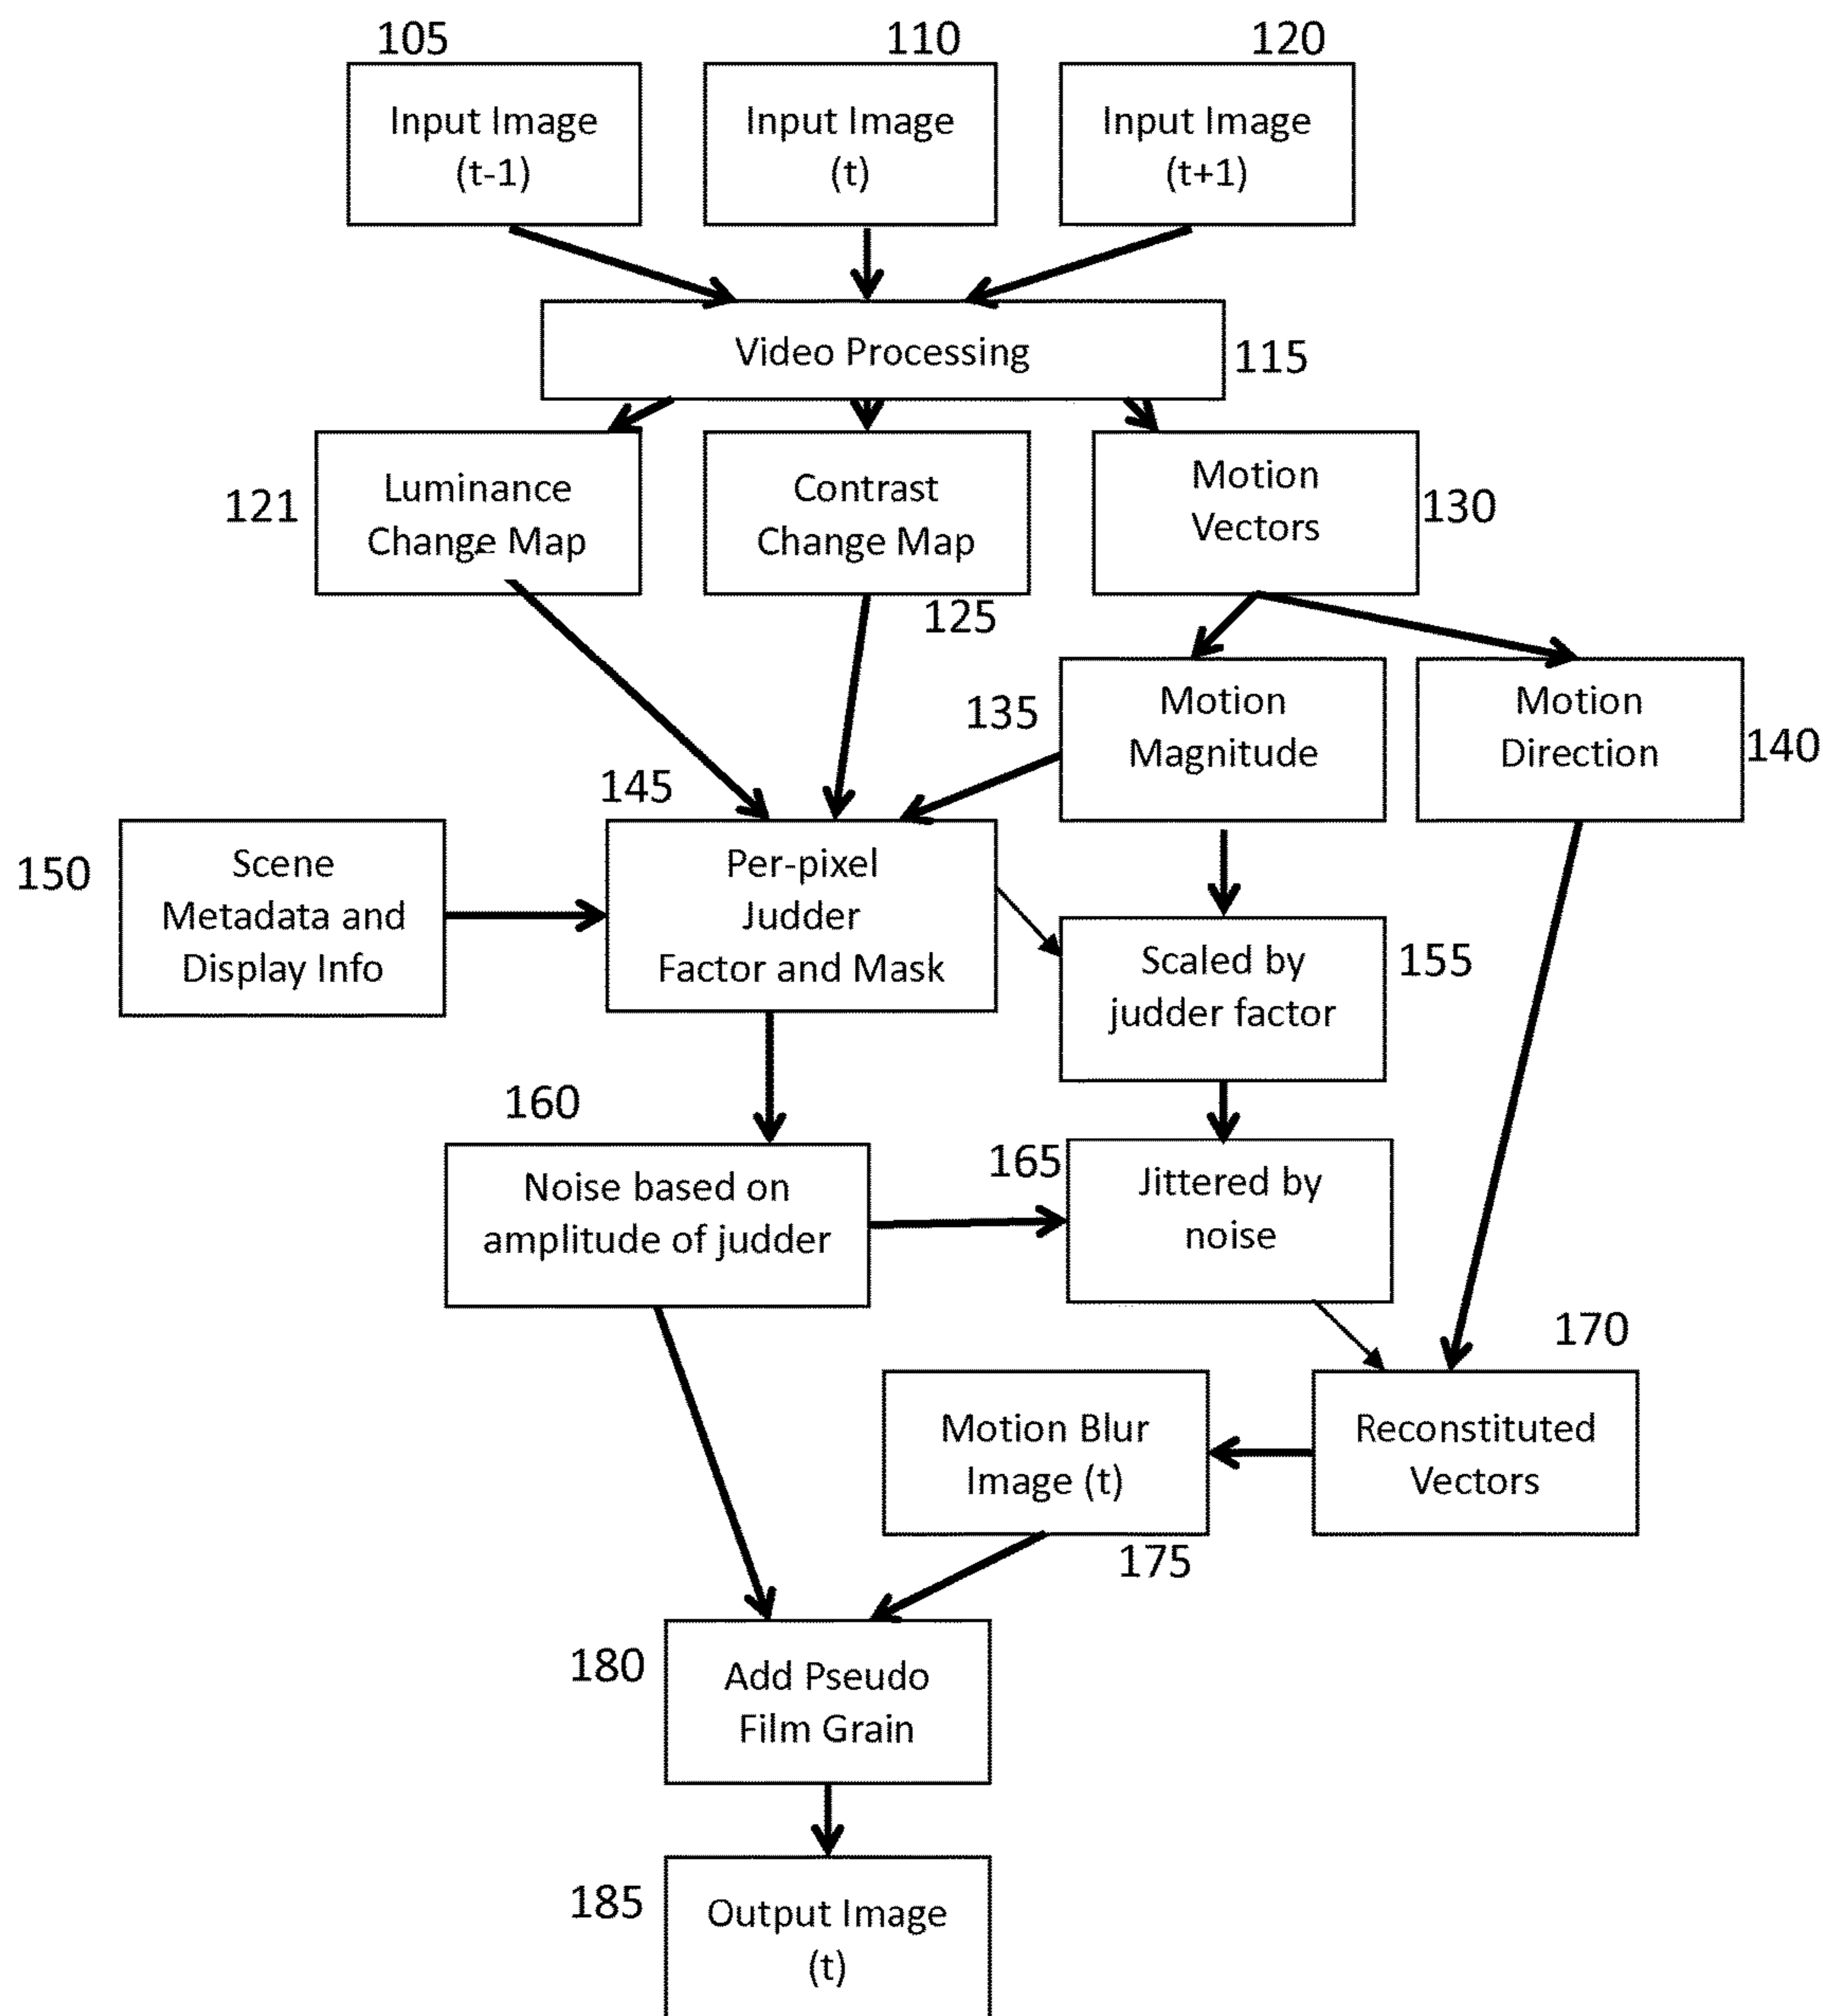 105
110
120
Input Image
(t-1)
Input Image
(t)
Input Image
(t+1)
Video Processing
115
121
Luminance
Change Map
Contrast
Change Map
125
Motion
Vectors
130
135
Motion
Magnitude
Motion
Direction
140
145
150
Scene
Metadata and
Display Info
Per-pixel
Judder
Factor and Mask
Scaled by
judder factor
155
160
Noise based on
amplitude of judder
165
Jittered by
noise
170
Motion Blur
Image (t)
175
Reconstituted
Vectors
180
Add Pseudo
Film Grain
185
Output Image
(t)